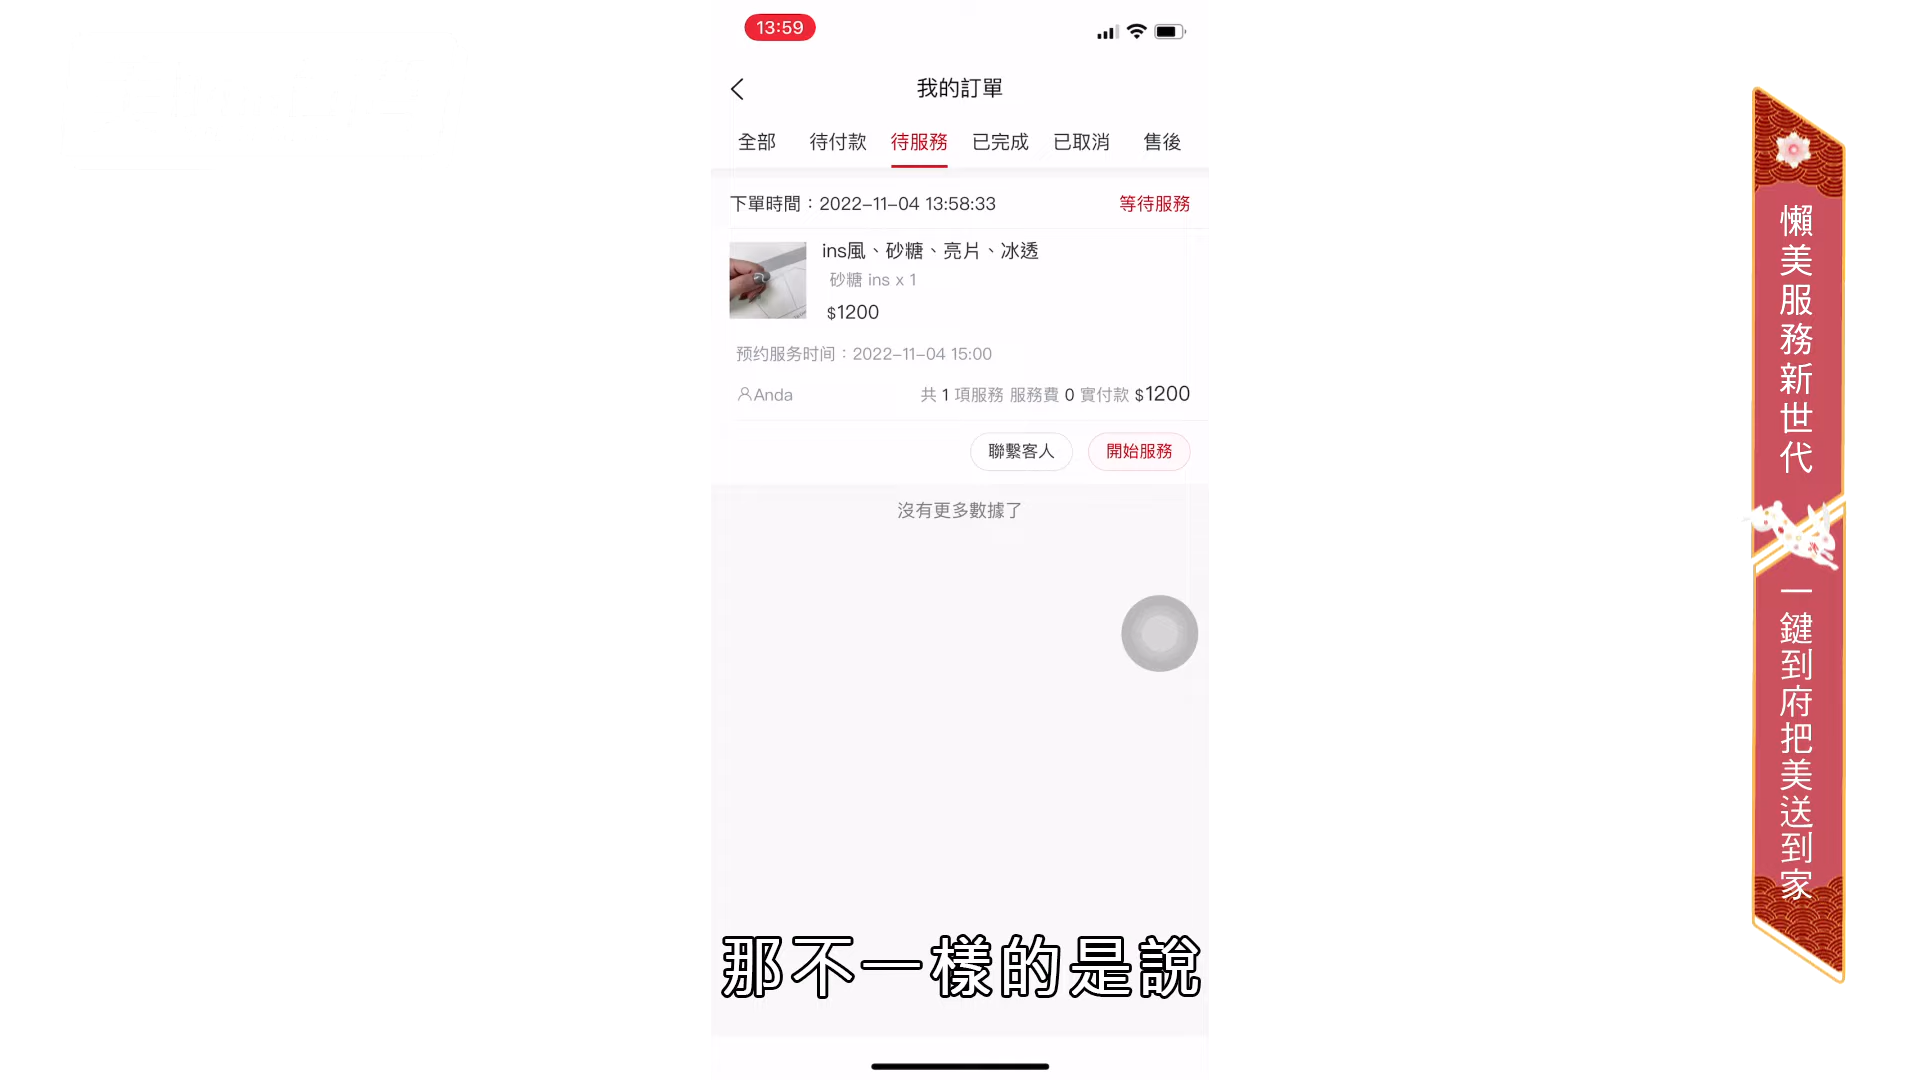 13:59
我的訂單
全部 待付款 待服務 已完成 已取消 售後
下單時間：2022-11-04 13:58:33 等待服務
ins風、砂糖、亮片、冰透
砂糖 ins x 1
$1200
预约服务时间：2022-11-04 15:00
Anda 共 1 項服務 服務費 0 實付款 $1200
聯繫客人 開始服務
沒有更多數據了
那不一樣的是說
懶美服務新世代
一鍵到府把美送到家